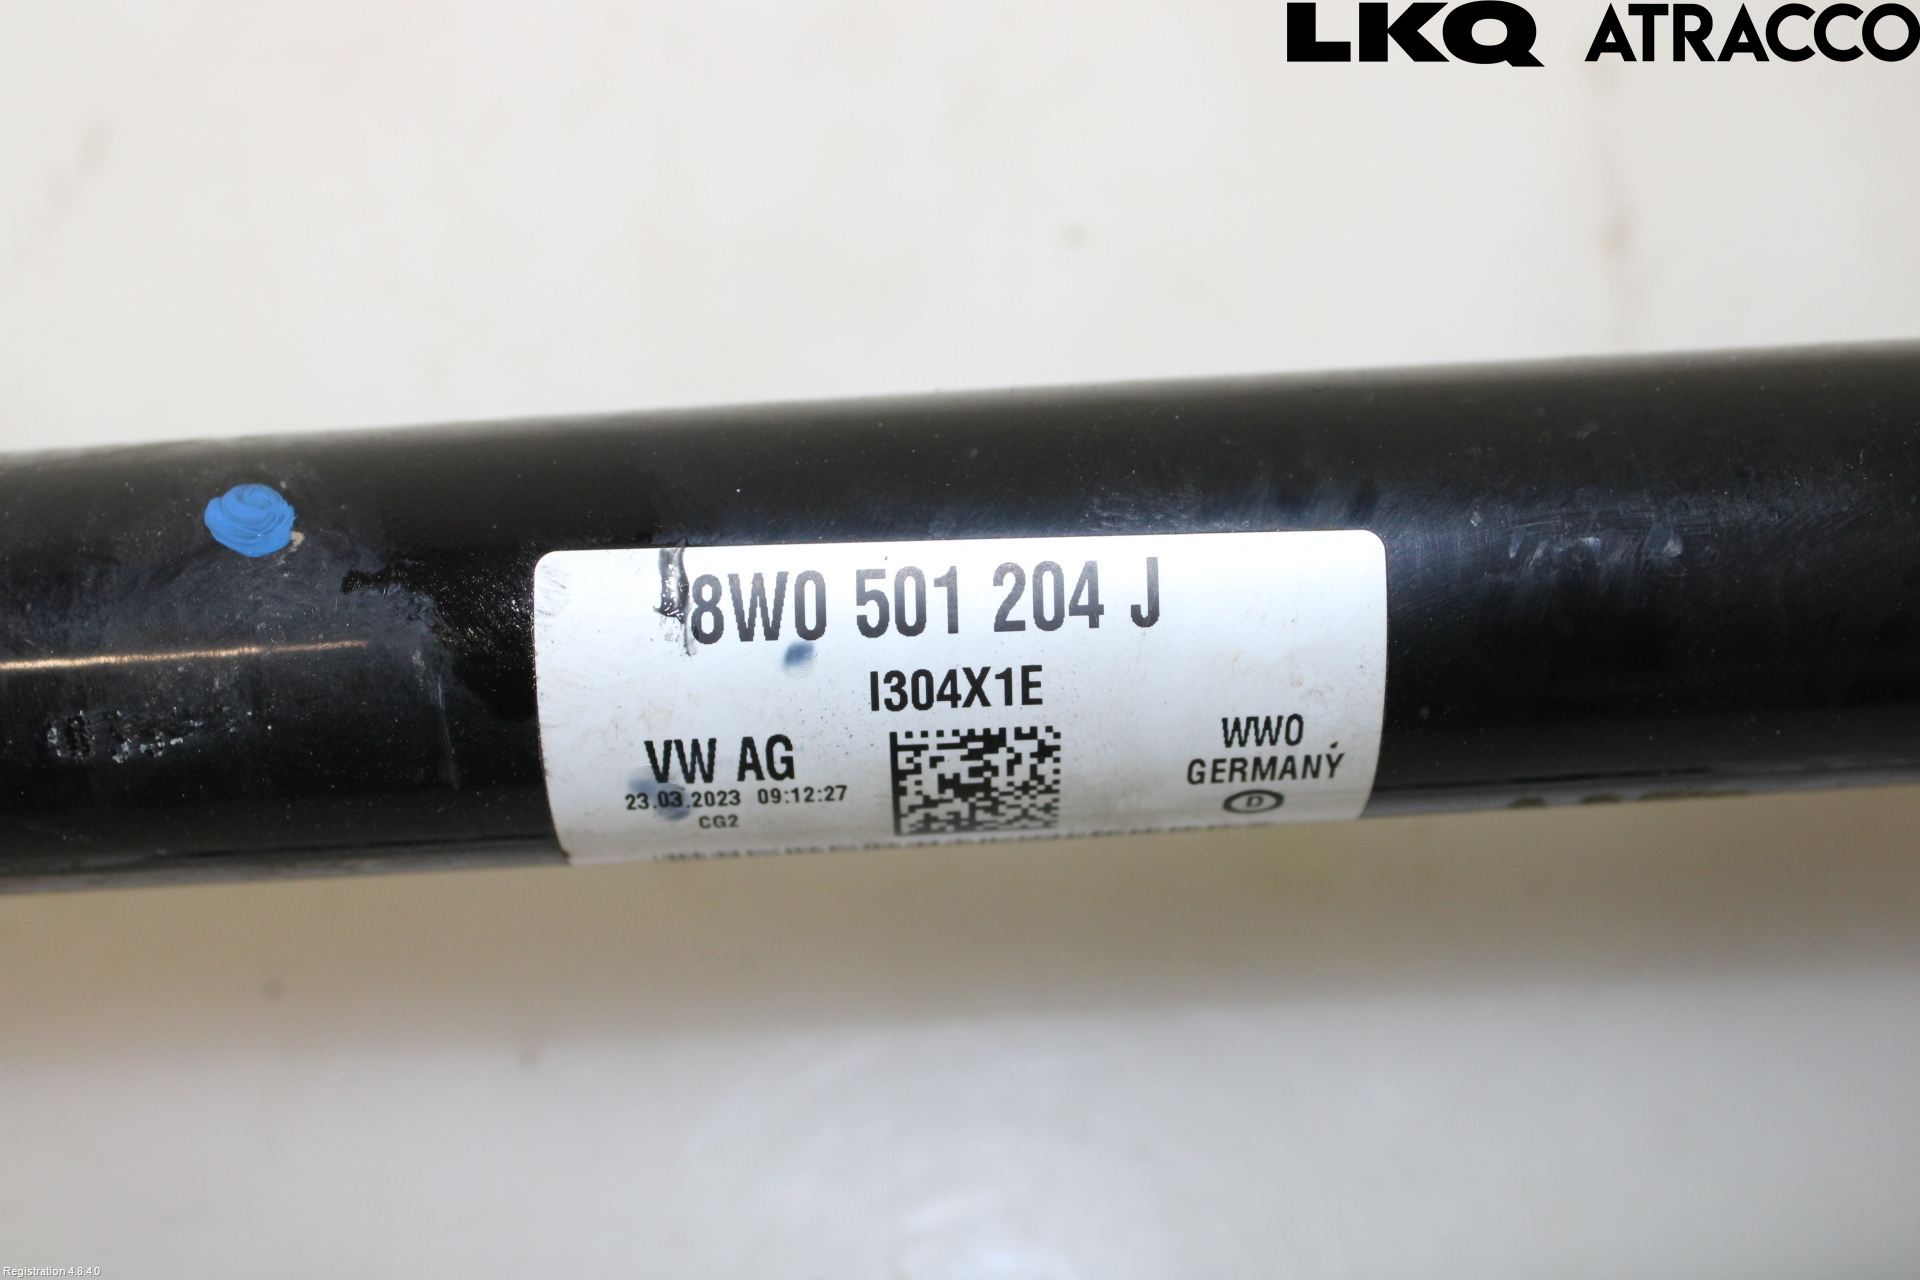 LKQ ATRACCO
8W0 501 204 J
I304X1E
VW AG
23.03.2023 09:12:27
CG2
WWO
GERMANY
D
Registration 4.8.4.0